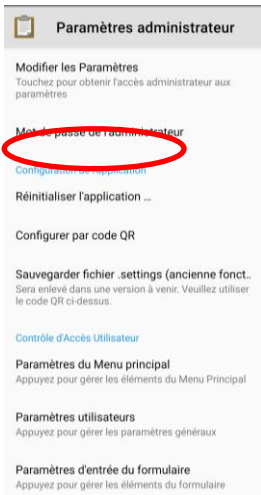 Paramètres administrateur
Modifier les Paramètres
Touchez pour obtenir l'accès administrateur aux
paramètres
Mot de passe de l'administrateur
Configuration de l'application
Réinitialiser l'application ...
Configurer par code QR
Sauvegarder fichier .settings (ancienne fonct..
Sera enlevé dans une version à venir. Veuillez utiliser
le code QR ci-dessus.
Contrôle d'Accès Utilisateur
Paramètres du Menu principal
Appuyez pour gérer les éléments du Menu Principal
Paramètres utilisateurs
Appuyez pour gérer les paramètres généraux
Paramètres d'entrée du formulaire
Appuyez pour gérer les éléments du formulaire